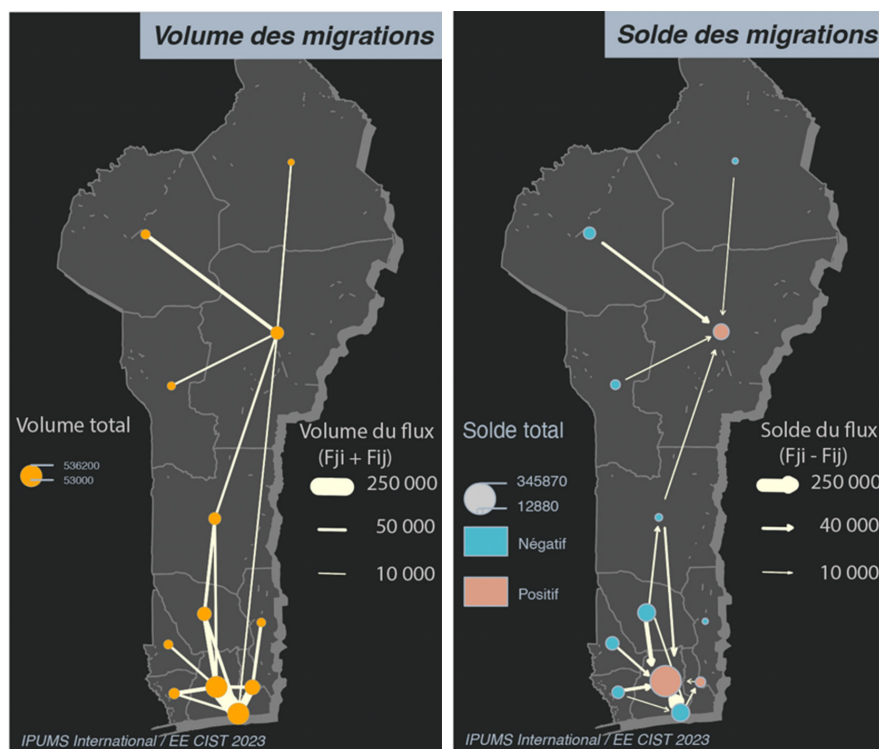 Volume des migrations
Volume total
536200
53000
Volume du flux
(Fji + Fij)
250 000
50 000
10 000
IPUMS International / EE CIST 2023
Solde des migrations
Solde total
345870
12880
Négatif
Positif
Solde du flux
(Fji - Fij)
250 000
40 000
10 000
IPUMS International / EE CIST 2023